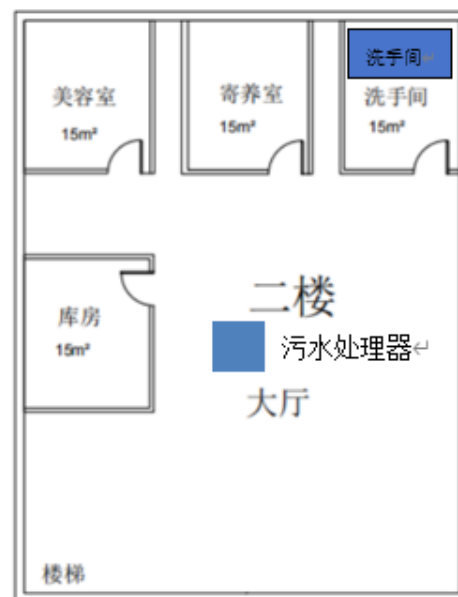 洗手间
美容室
寄养室
洗手间
15m²
15m²
15m²
二楼
库房
15m²
污水处理器
大厅
楼梯